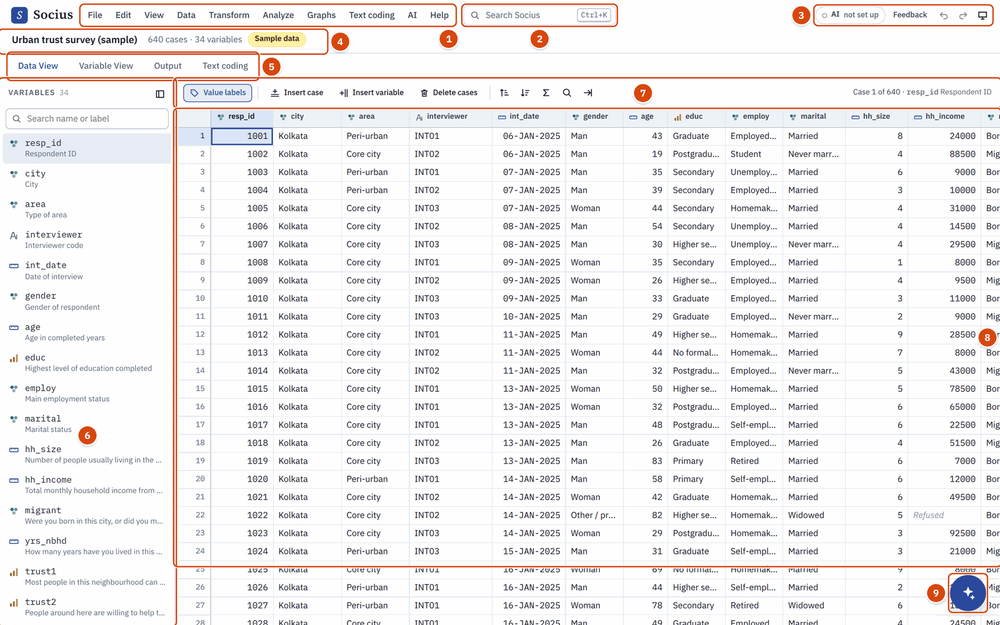 S Socius File Edit View Data Transform Analyze Graphs Text coding AI Help Search Socius Ctrl+K 3 AI not set up Feedback
Urban trust survey (sample) 640 cases · 34 variables Sample data 4 1 2
Data View Variable View Output Text coding 5
VARIABLES 34 Value labels Insert case Insert variable Delete cases Σ 7 Case 1 of 640 · resp_id Respondent ID
Search name or label
resp_id
Respondent ID
city
City
area
Type of area
interviewer
Interviewer code
int_date
Date of interview
gender
Gender of respondent
age
Age in completed years
educ
Highest level of education completed
employ
Main employment status
marital
Marital status
6
hh_size
Number of people usually living in the ...
hh_income
Total monthly household income from ...
migrant
Were you born in this city, or did you m...
yrs_nbhd
How many years have you lived in this ...
trust1
Most people in this neighbourhood can ...
trust2
People around here are willing to help t...
resp_id city area interviewer int_date gender age educ employ marital hh_size hh_income
1 1001 Kolkata Peri-urban INT01 06-JAN-2025 Man 43 Graduate Employed... Married 8 24000 Bor
2 1002 Kolkata Core city INT02 06-JAN-2025 Man 19 Postgradu... Student Never marr... 4 88500 Mig
3 1003 Kolkata Peri-urban INT01 07-JAN-2025 Man 35 Secondary Unemploy... Married 6 9000 Bor
4 1004 Kolkata Peri-urban INT02 07-JAN-2025 Man 39 Secondary Employed... Married 3 10000 Bor
5 1005 Kolkata Core city INT03 07-JAN-2025 Woman 44 Secondary Homemak... Married 4 31000 Bor
6 1006 Kolkata Core city INT02 08-JAN-2025 Man 54 Secondary Unemploy... Married 4 14500 Mig
7 1007 Kolkata Core city INT03 08-JAN-2025 Man 30 Higher se... Unemploy... Never marr... 4 29500 Mig
8 1008 Kolkata Core city INT01 09-JAN-2025 Woman 35 Secondary Employed... Married 1 8000 Bor
9 1009 Kolkata Core city INT02 09-JAN-2025 Woman 26 Higher se... Employed... Married 4 9500 Mig
10 1010 Kolkata Core city INT03 09-JAN-2025 Man 33 Graduate Employed... Married 3 11000 Bor
11 1011 Kolkata Core city INT03 10-JAN-2025 Man 29 Graduate Employed... Never marr... 2 9000 Mig
12 1012 Kolkata Core city INT01 11-JAN-2025 Man 49 Higher se... Homemak... Married 9 28500 8
13 1013 Kolkata Core city INT02 11-JAN-2025 Woman 44 No formal... Homemak... Married 7 8000 Bor
14 1014 Kolkata Core city INT02 11-JAN-2025 Man 32 Postgradu... Employed... Never marr... 5 43000 Mig
15 1015 Kolkata Core city INT01 13-JAN-2025 Woman 50 Higher se... Homemak... Married 5 78500 Bor
16 1016 Kolkata Core city INT02 13-JAN-2025 Woman 32 Postgradu... Employed... Married 6 65000 Bor
17 1017 Kolkata Core city INT01 13-JAN-2025 Man 48 Postgradu... Self-empl... Married 6 22500 Mig
18 1018 Kolkata Core city INT02 13-JAN-2025 Man 26 Graduate Employed... Married 4 51500 Mig
19 1019 Kolkata Core city INT03 13-JAN-2025 Man 83 Primary Retired Married 6 7000 Bor
20 1020 Kolkata Peri-urban INT01 14-JAN-2025 Man 58 Primary Self-empl... Married 6 12000 Bor
21 1021 Kolkata Core city INT02 14-JAN-2025 Woman 42 Graduate Homemak... Married 6 49500 Bor
22 1022 Kolkata Core city INT02 14-JAN-2025 Other / pr... 82 Higher se... Homemak... Widowed 5 Refused Bor
23 1023 Kolkata Core city INT03 14-JAN-2025 Woman 29 Postgradu... Homemak... Married 3 92500 Bor
24 1024 Kolkata Peri-urban INT03 15-JAN-2025 Man 31 Graduate Self-empl... Married 3 21000 Mig
25 1025 Kolkata Core city INT01 16-JAN-2025 Woman 69 No formal... Homemak... Married 9 8000 Bor
26 1026 Kolkata Peri-urban INT01 16-JAN-2025 Man 44 Higher se... Self-empl... Married 2 Mig
27 1027 Kolkata Peri-urban INT01 16-JAN-2025 Woman 78 Secondary Retired Widowed 6 9 Bor
28 1028 Kolkata Peri-urban INT01 16-JAN-2025 Man 49 Graduate Employed Married 4 24500 Mig